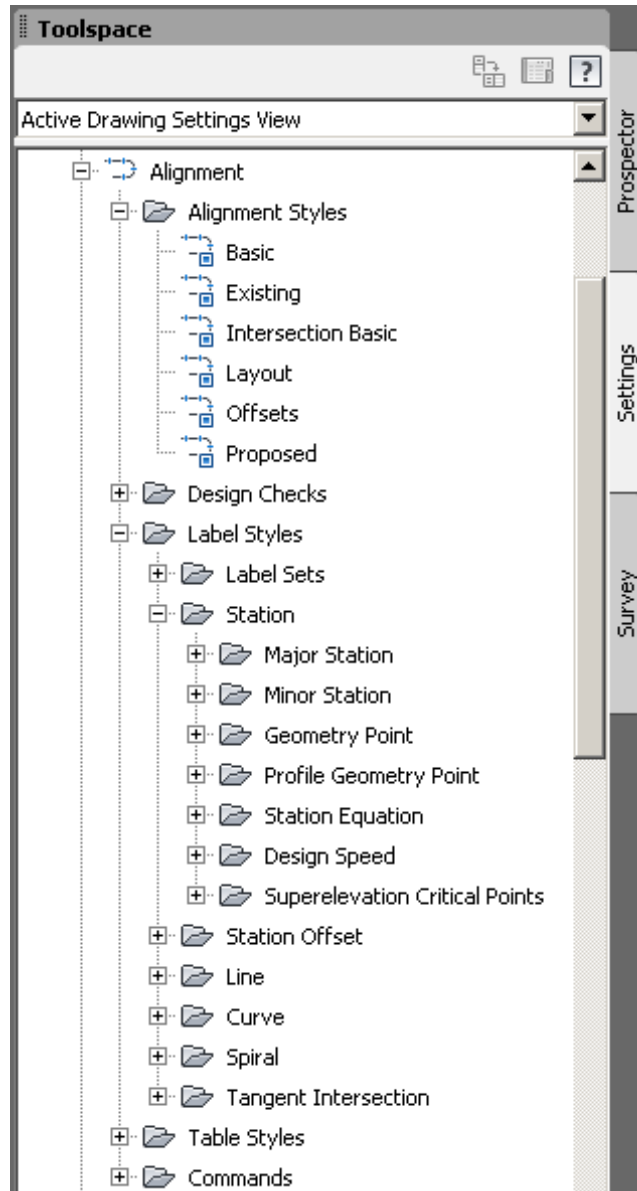 Toolspace
?
Active Drawing Settings View
Alignment
Alignment Styles
Basic
Existing
Intersection Basic
Layout
Offsets
Proposed
Design Checks
Label Styles
Label Sets
Station
Major Station
Minor Station
Geometry Point
Profile Geometry Point
Station Equation
Design Speed
Superelevation Critical Points
Station Offset
Line
Curve
Spiral
Tangent Intersection
Table Styles
Commands
Prospector
Settings
Survey